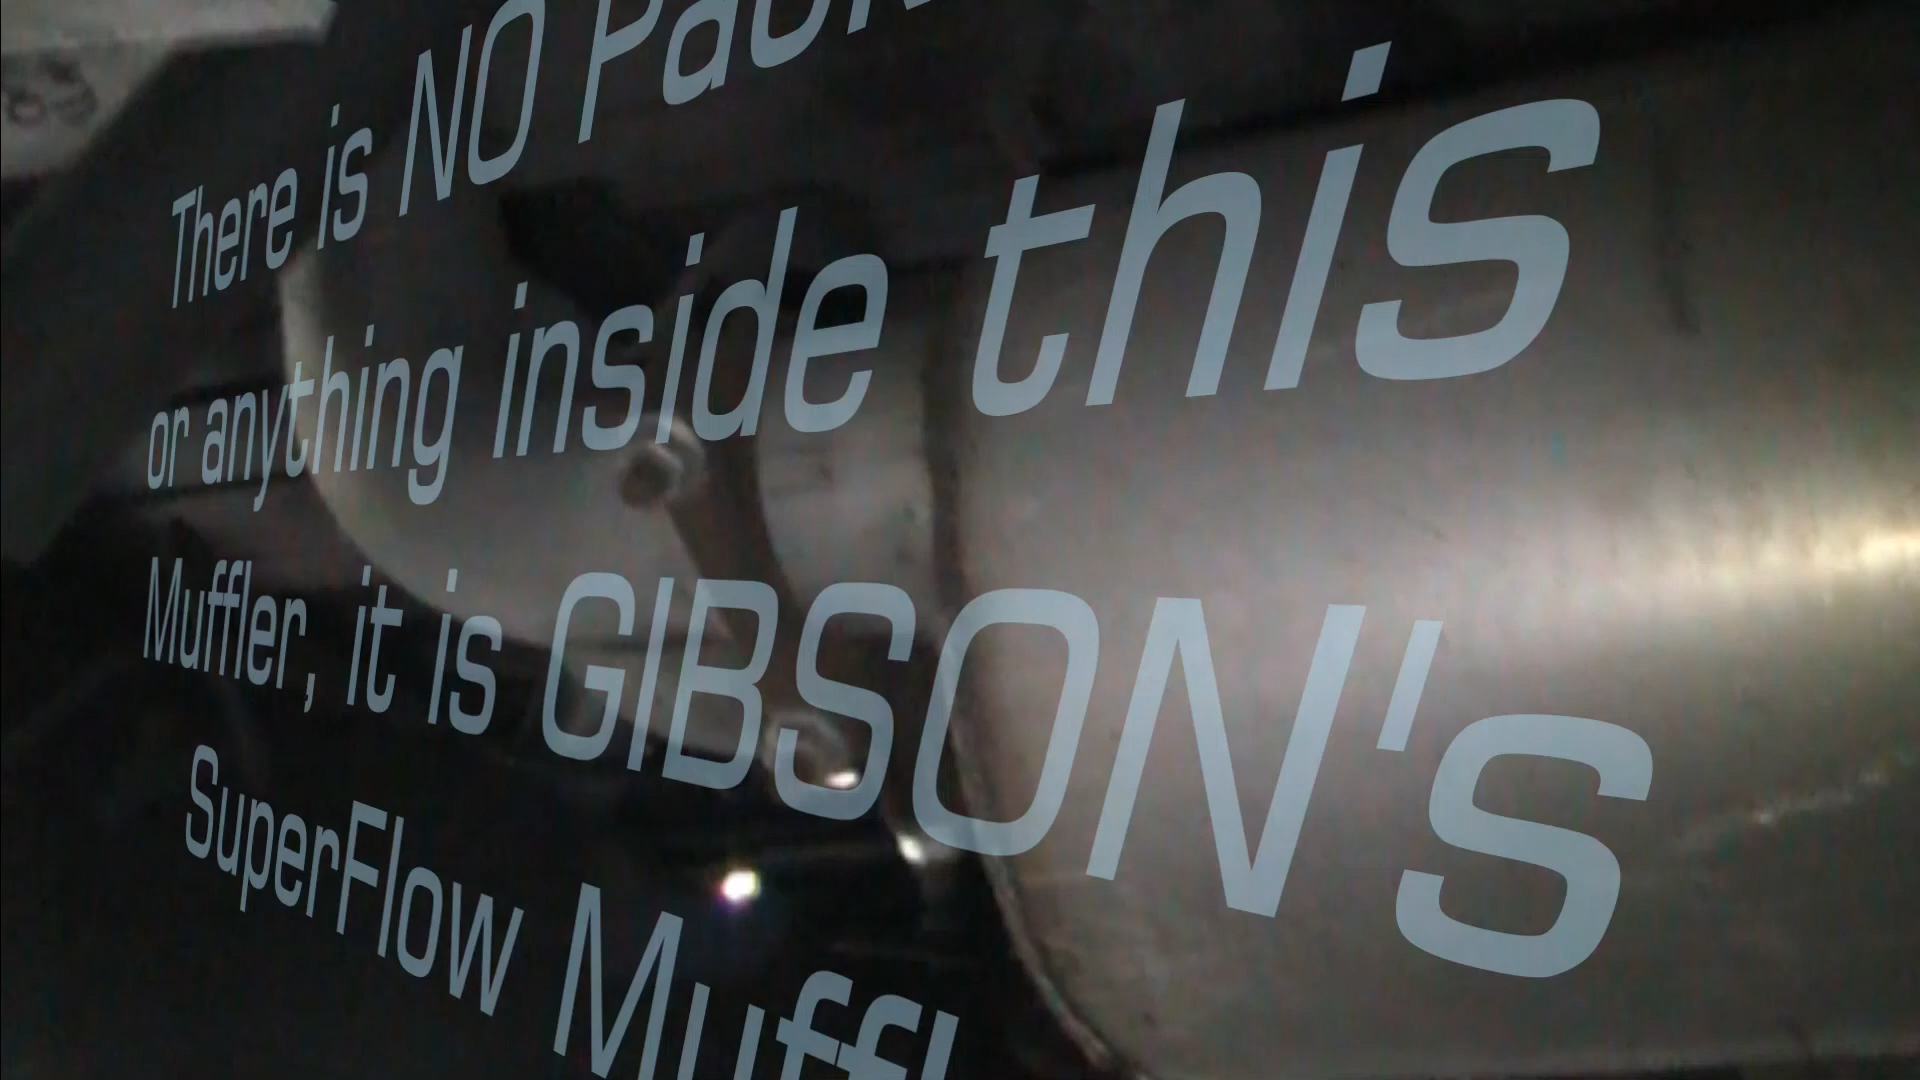 There is NO
or anything inside this
Muffler, it is GIBSON's
SuperFlow